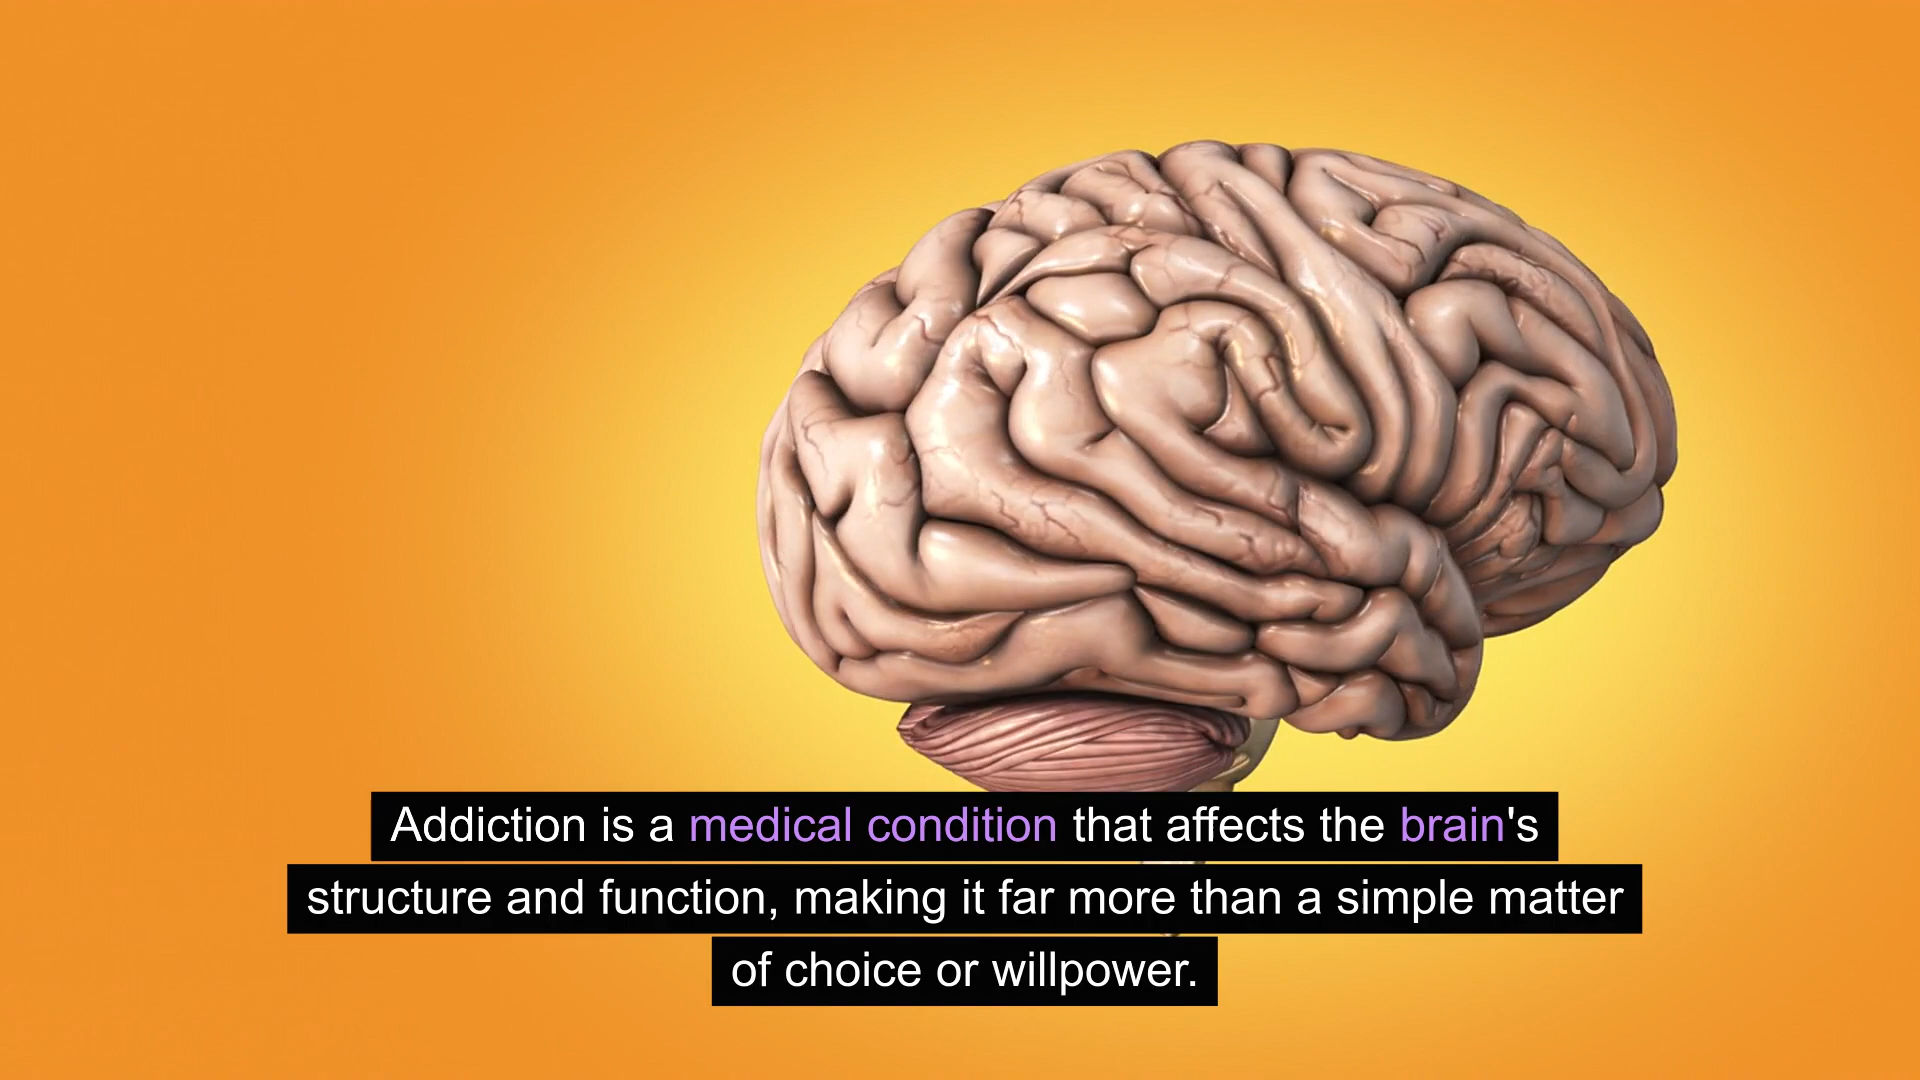 Addiction is a medical condition that affects the brain's
structure and function, making it far more than a simple matter
of choice or willpower.